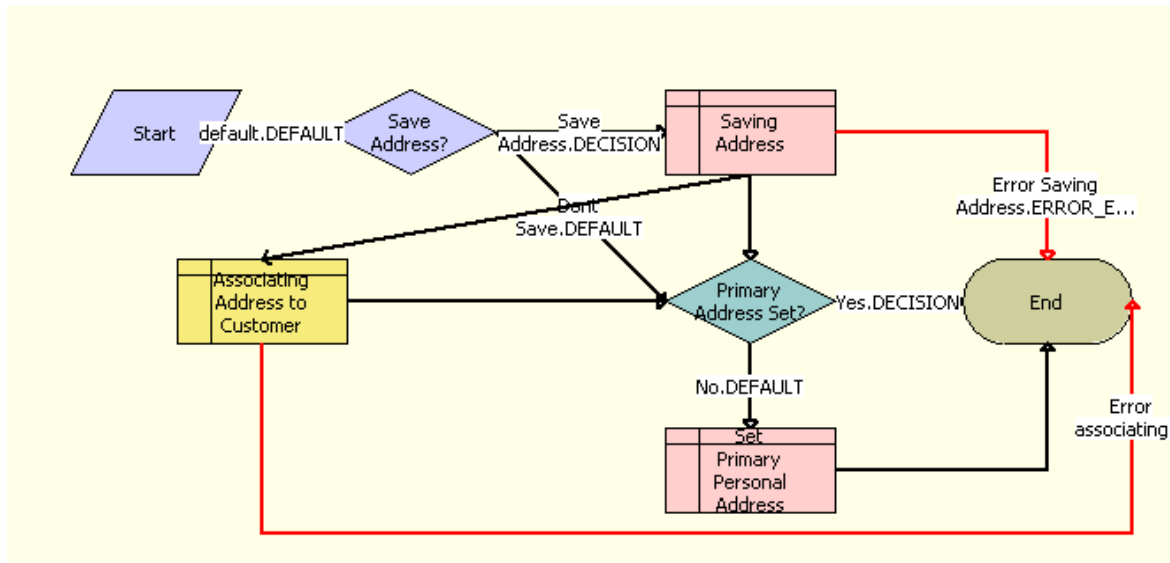 Start
default.DEFAULT
Save
Address?
Save
Address.DECISION
Saving
Address
Error Saving
Address.ERROR_E...
Dont
Save.DEFAULT
Associating
Address to
Customer
Primary
Address Set?
Yes.DECISION
End
No.DEFAULT
Error
associating
Set
Primary
Personal
Address